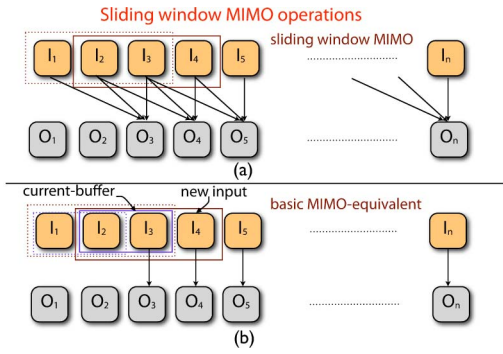 Sliding window MIMO operations
I1 I2 I3 I4 I5 sliding window MIMO In
O1 O2 O3 O4 O5 On
(a)
current-buffer new input basic MIMO-equivalent
I1 I2 I3 I4 I5 In
O1 O2 O3 O4 O5 On
(b)